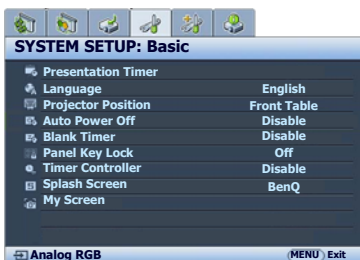 SYSTEM SETUP: Basic
Presentation Timer
Language English
Projector Position Front Table
Auto Power Off Disable
Blank Timer Disable
Panel Key Lock Off
Timer Controller Disable
Splash Screen BenQ
My Screen
Analog RGB MENU Exit